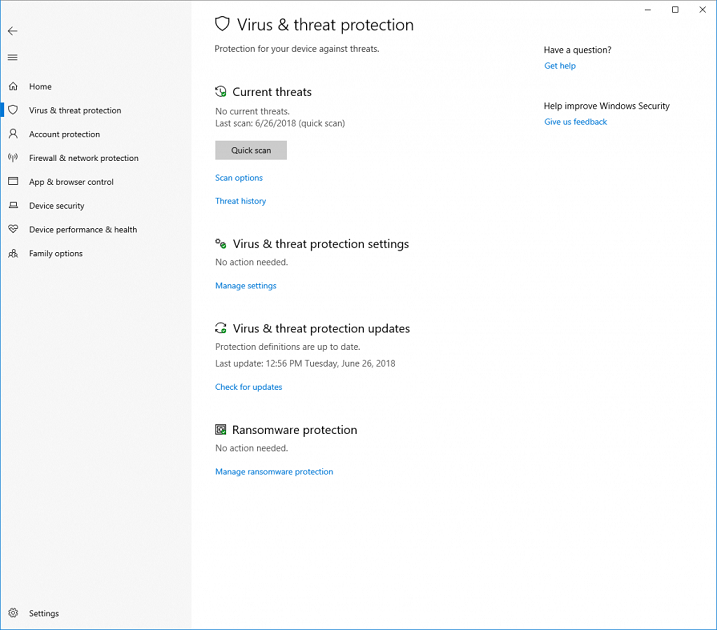 Home
Virus & threat protection
Account protection
Firewall & network protection
App & browser control
Device security
Device performance & health
Family options
Settings
Virus & threat protection
Protection for your device against threats.
Current threats
No current threats.
Last scan: 6/26/2018 (quick scan)
Quick scan
Scan options
Threat history
Virus & threat protection settings
No action needed.
Manage settings
Virus & threat protection updates
Protection definitions are up to date.
Last update: 12:56 PM Tuesday, June 26, 2018
Check for updates
Ransomware protection
No action needed.
Manage ransomware protection
Have a question?
Get help
Help improve Windows Security
Give us feedback